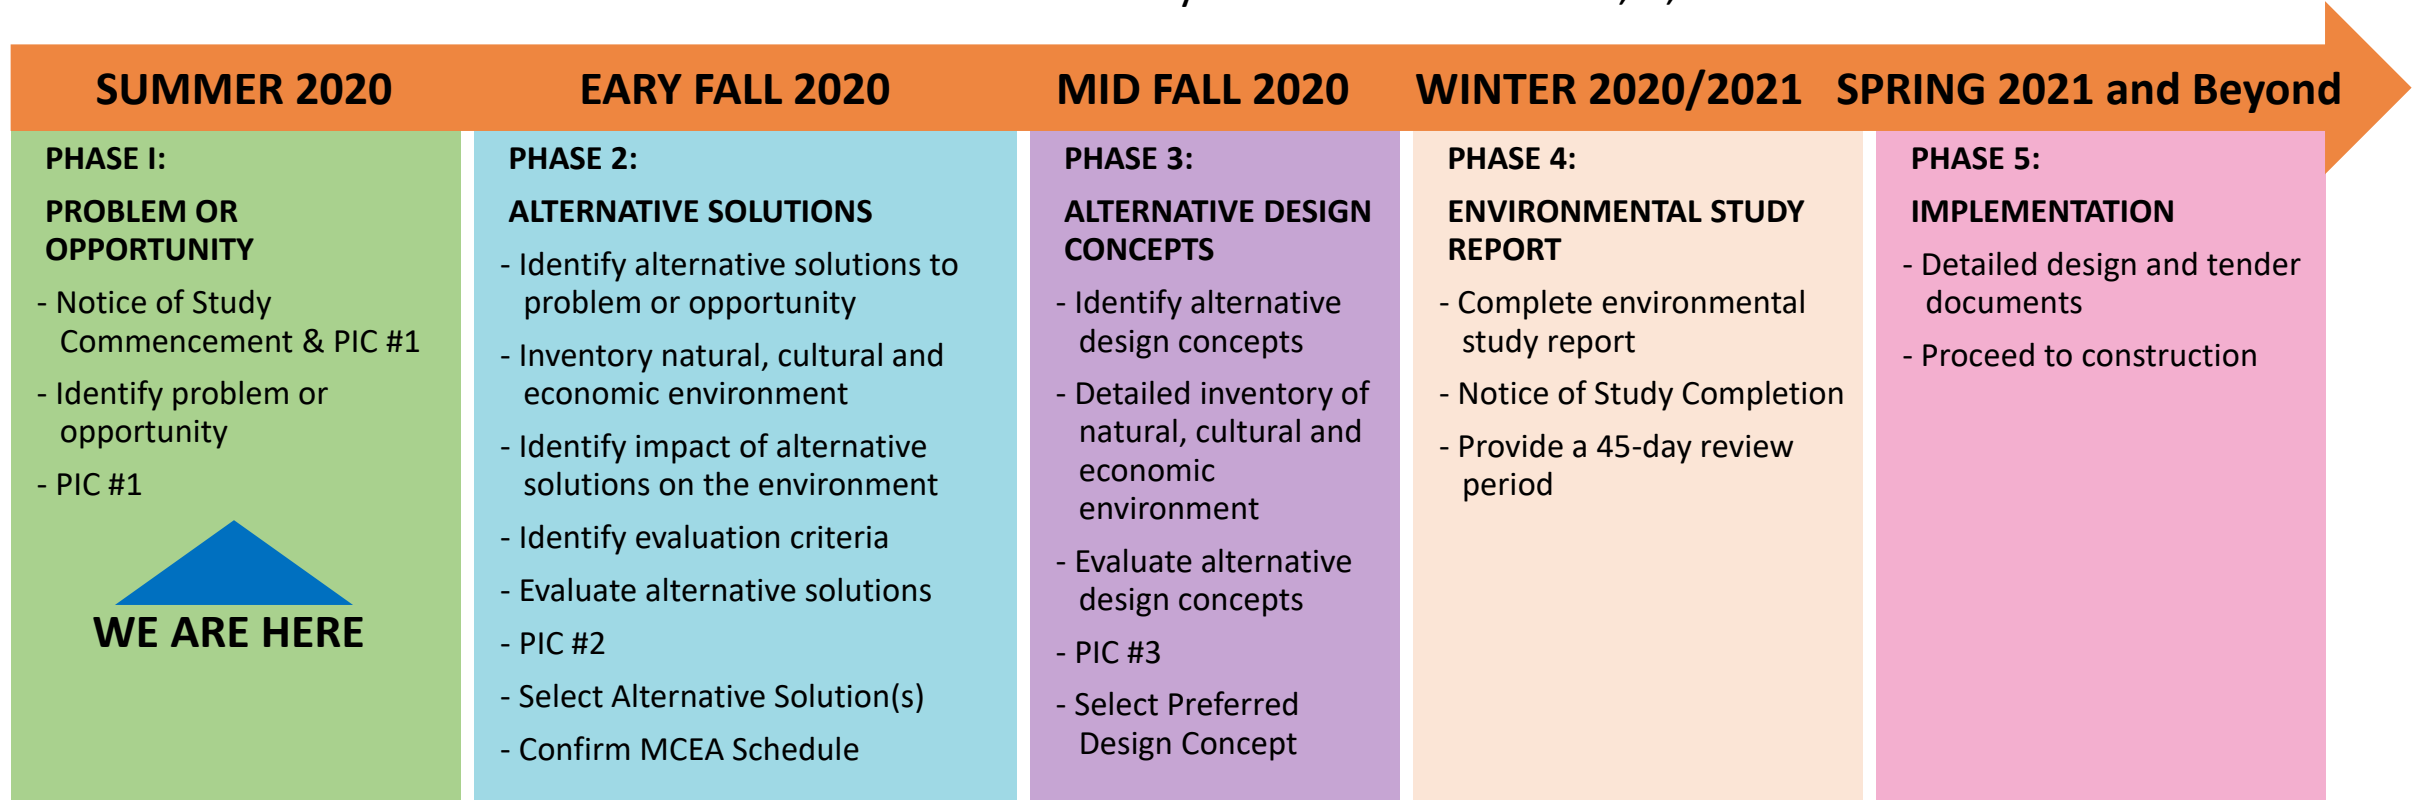 SUMMER 2020
EARY FALL 2020
MID FALL 2020
WINTER 2020/2021
SPRING 2021 and Beyond
PHASE I:
PROBLEM OR
OPPORTUNITY
- Notice of Study
Commencement & PIC #1
- Identify problem or
opportunity
- PIC #1
WE ARE HERE
PHASE 2:
ALTERNATIVE SOLUTIONS
- Identify alternative solutions to
problem or opportunity
- Inventory natural, cultural and
economic environment
- Identify impact of alternative
solutions on the environment
- Identify evaluation criteria
- Evaluate alternative solutions
- PIC #2
- Select Alternative Solution(s)
- Confirm MCEA Schedule
PHASE 3:
ALTERNATIVE DESIGN
CONCEPTS
- Identify alternative
design concepts
- Detailed inventory of
natural, cultural and
economic
environment
- Evaluate alternative
design concepts
- PIC #3
- Select Preferred
Design Concept
PHASE 4:
ENVIRONMENTAL STUDY
REPORT
- Complete environmental
study report
- Notice of Study Completion
- Provide a 45-day review
period
PHASE 5:
IMPLEMENTATION
- Detailed design and tender
documents
- Proceed to construction